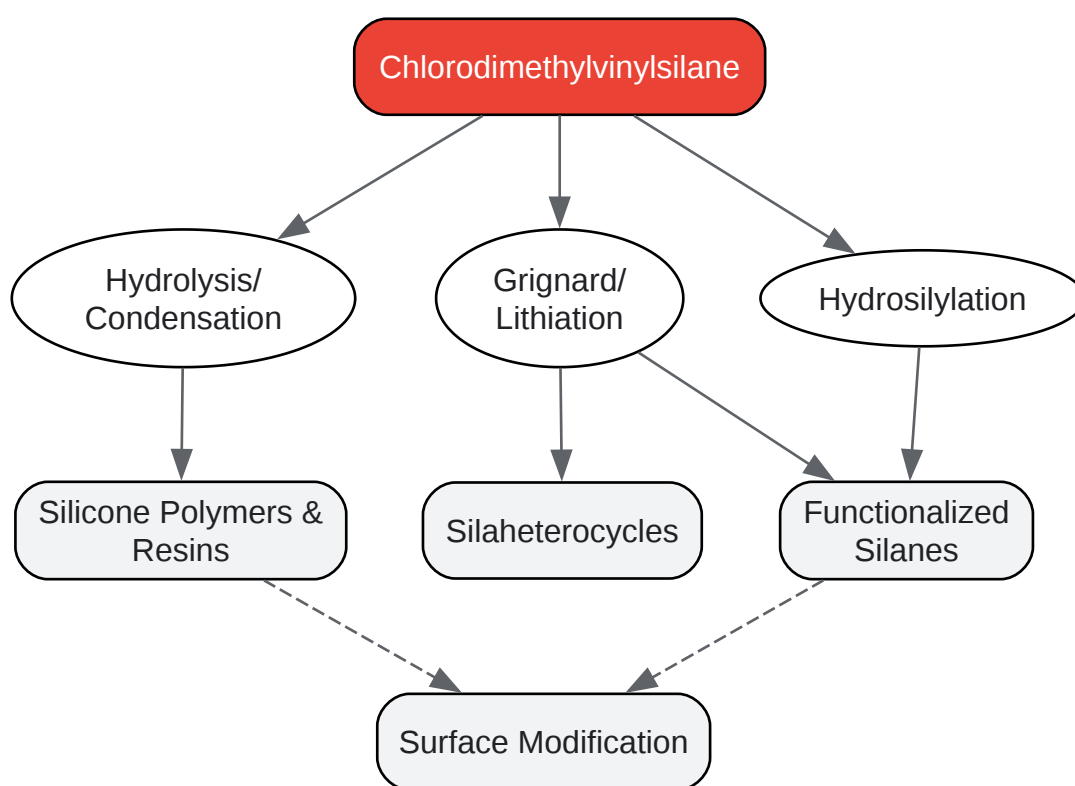 Chlorodimethylvinylsilane
Hydrolysis/
Condensation
Grignard/
Lithiation
Hydrosilylation
Silicone Polymers &
Resins
Silaheterocycles
Functionalized
Silanes
Surface Modification